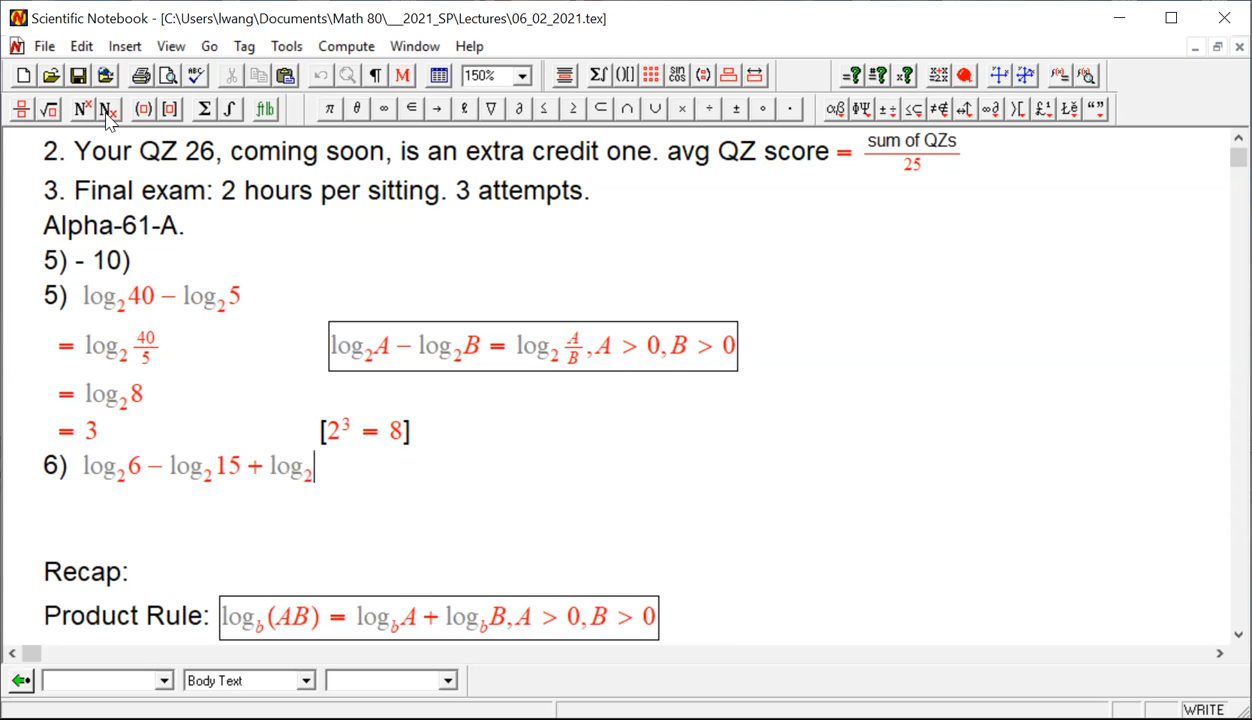 Scientific Notebook - [C:\Users\lwang\Documents\Math 80\__2021_SP\Lectures\06_02_2021.tex]
File Edit Insert View Go Tag Tools Compute Window Help
150%
2. Your QZ 26, coming soon, is an extra credit one. avg QZ score = sum of QZs / 25
3. Final exam: 2 hours per sitting. 3 attempts.
Alpha-61-A.
5) - 10)
5) log₂40 − log₂5
= log₂ 40/5 log₂A − log₂B = log₂ A/B, A > 0, B > 0
= log₂8
= 3 [2³ = 8]
6) log₂6 − log₂15 + log₂
Recap:
Product Rule: log_b(AB) = log_bA + log_bB, A > 0, B > 0
Body Text
WRITE